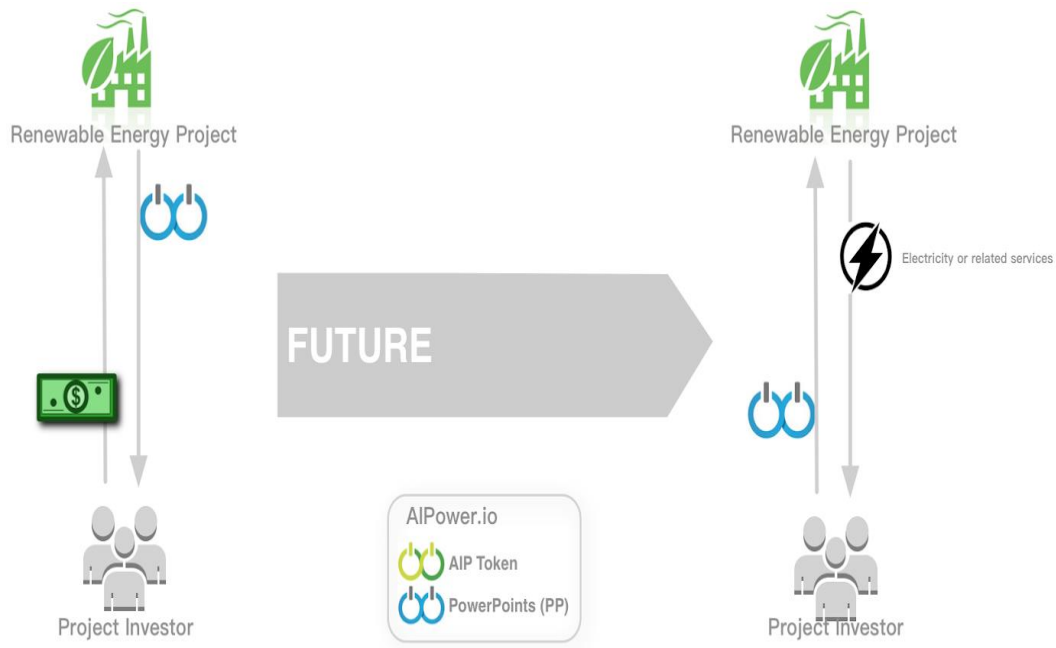 Renewable Energy Project
Renewable Energy Project
$
Electricity or related services
FUTURE
AIPower.io
AIP Token
PowerPoints (PP)
Project Investor
Project Investor